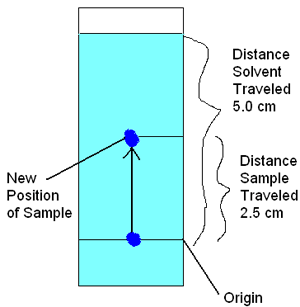 Distance
Solvent
Traveled
5.0 cm
Distance
Sample
Traveled
2.5 cm
New
Position
of Sample
Origin